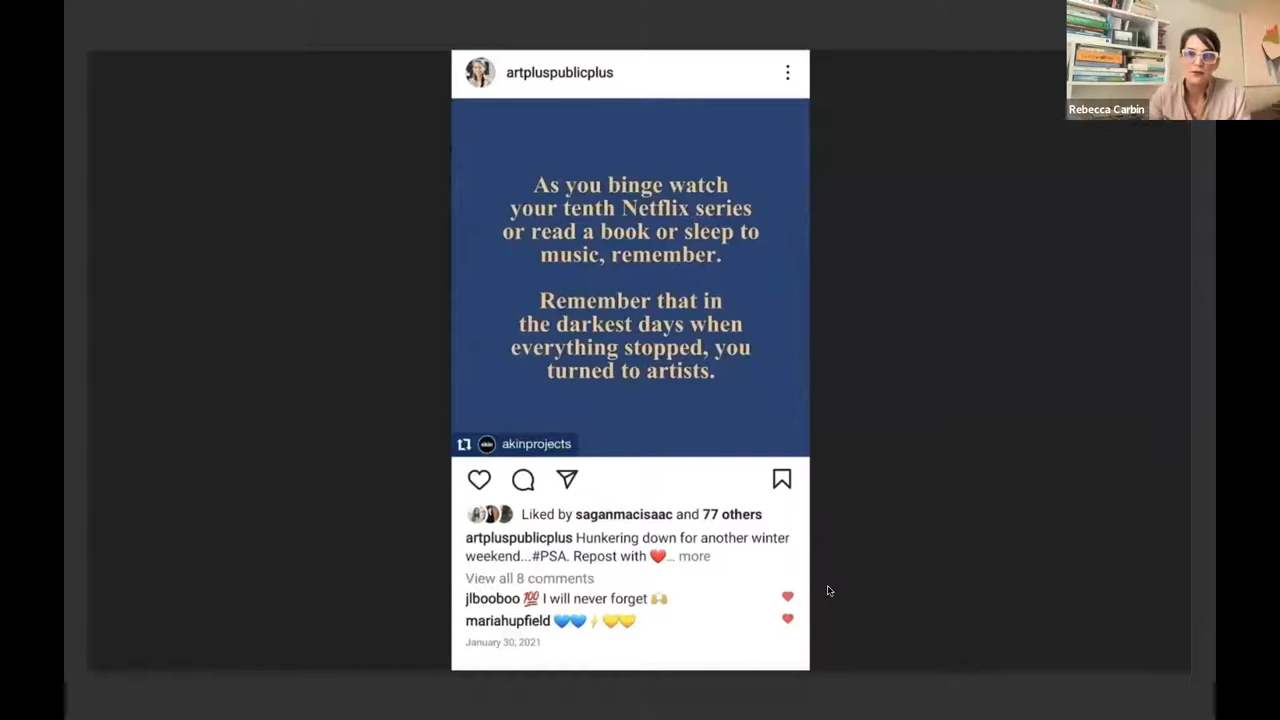 artpluspublicplus
Rebecca Carbin
As you binge watch
your tenth Netflix series
or read a book or sleep to
music, remember.
Remember that in
the darkest days when
everything stopped, you
turned to artists.
akin akinprojects
Liked by saganmacisaac and 77 others
artpluspublicplus Hunkering down for another winter
weekend...#PSA. Repost with ❤️... more
View all 8 comments
jlbooboo 💯 I will never forget 🙌
mariahupfield 💙💙⚡💛💛
January 30, 2021